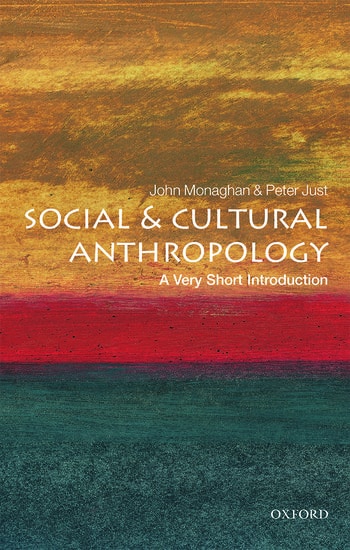 John Monaghan & Peter Just
SOCIAL & CULTURAL
ANTHROPOLOGY
A Very Short Introduction
OXFORD